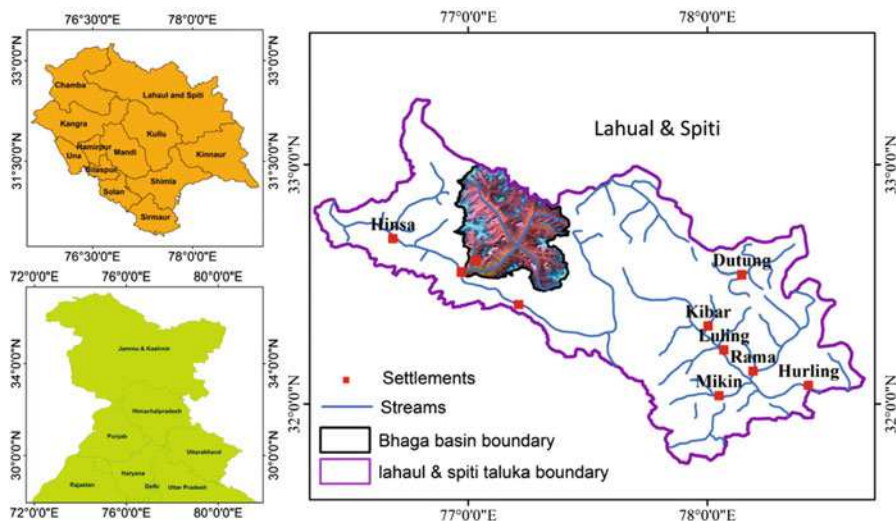 76°30'0"E 78°0'0"E
33°0'0"N
31°30'0"N
Chamba
Lahaul and Spiti
Kangra
Kullu
Hamirpur
Mandi
Una
Kinnaur
Bilaspur
Shimla
Solan
Sirmaur
33°0'0"N
31°30'0"N
76°30'0"E 78°0'0"E
72°0'0"E 76°0'0"E 80°0'0"E
34°0'0"N
30°0'0"N
Jammu & Kashmir
Himachalpradesh
Punjab
Uttarakhand
Haryana
Rajastan
Delhi
Uttar Pradesh
34°0'0"N
30°0'0"N
72°0'0"E 76°0'0"E 80°0'0"E
77°0'0"E 78°0'0"E
Lahual & Spiti
33°0'0"N
32°0'0"N
Hinsa
Dutung
Kibar
Luling
Rama
Hurling
Mikin
33°0'0"N
32°0'0"N
Settlements
Streams
Bhaga basin boundary
lahaul & spiti taluka boundary
77°0'0"E 78°0'0"E